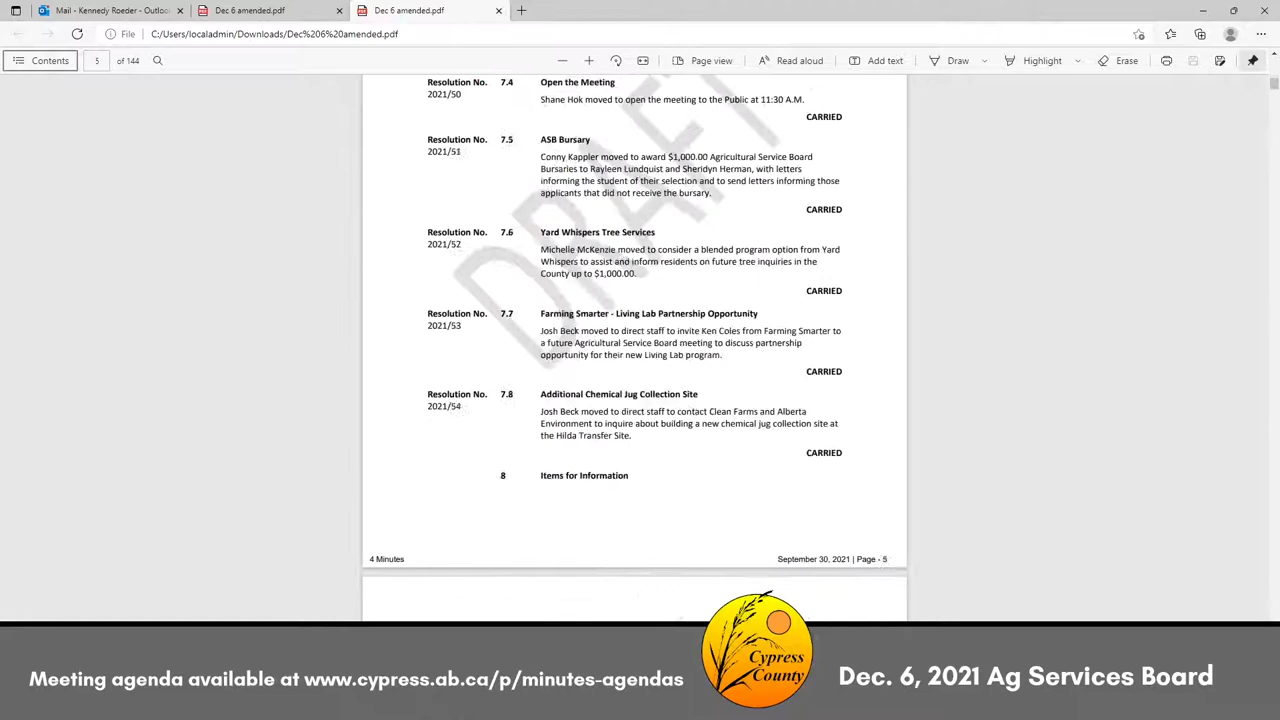 Mail - Kennedy Roeder - Outloo
Dec 6 amended.pdf
Dec 6 amended.pdf
File
C:/Users/localadmin/Downloads/Dec%206%20amended.pdf
Contents
5
of 144
Page view
Read aloud
Add text
Draw
Highlight
Erase
DRAFT
Resolution No. 7.4 Open the Meeting
2021/50
Shane Hok moved to open the meeting to the Public at 11:30 A.M.
CARRIED
Resolution No. 7.5 ASB Bursary
2021/51
Conny Kappler moved to award $1,000.00 Agricultural Service Board
Bursaries to Rayleen Lundquist and Sheridyn Herman, with letters
informing the student of their selection and to send letters informing those
applicants that did not receive the bursary.
CARRIED
Resolution No. 7.6 Yard Whispers Tree Services
2021/52
Michelle McKenzie moved to consider a blended program option from Yard
Whispers to assist and inform residents on future tree inquiries in the
County up to $1,000.00.
CARRIED
Resolution No. 7.7 Farming Smarter - Living Lab Partnership Opportunity
2021/53
Josh Beck moved to direct staff to invite Ken Coles from Farming Smarter to
a future Agricultural Service Board meeting to discuss partnership
opportunity for their new Living Lab program.
CARRIED
Resolution No. 7.8 Additional Chemical Jug Collection Site
2021/54
Josh Beck moved to direct staff to contact Clean Farms and Alberta
Environment to inquire about building a new chemical jug collection site at
the Hilda Transfer Site.
CARRIED
8 Items for Information
4 Minutes
September 30, 2021 | Page - 5
Meeting agenda available at www.cypress.ab.ca/p/minutes-agendas
Cypress
County
Dec. 6, 2021 Ag Services Board